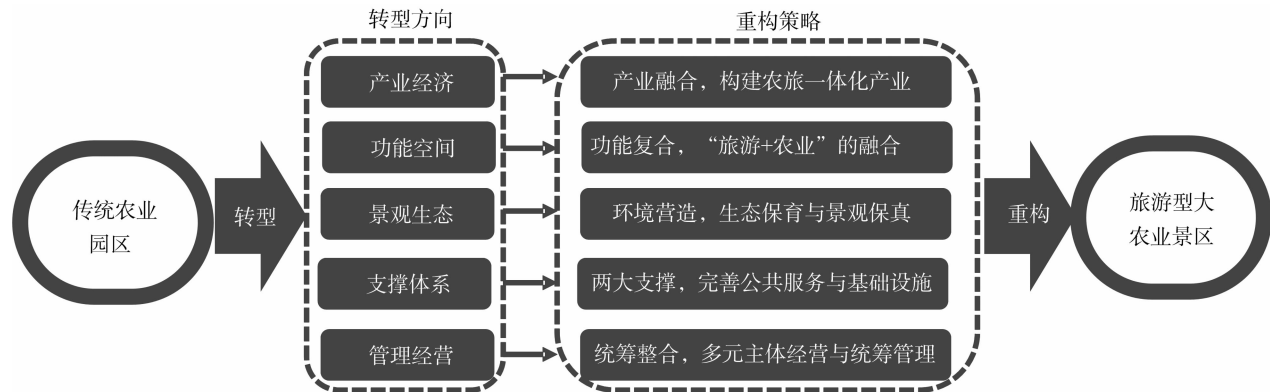 转型方向
重构策略
产业经济
产业融合，构建农旅一体化产业
功能空间
功能复合，“旅游+农业”的融合
传统农业
园区
转型
景观生态
环境营造，生态保育与景观保真
重构
旅游型大
农业景区
支撑体系
两大支撑，完善公共服务与基础设施
管理经营
统筹整合，多元主体经营与统筹管理